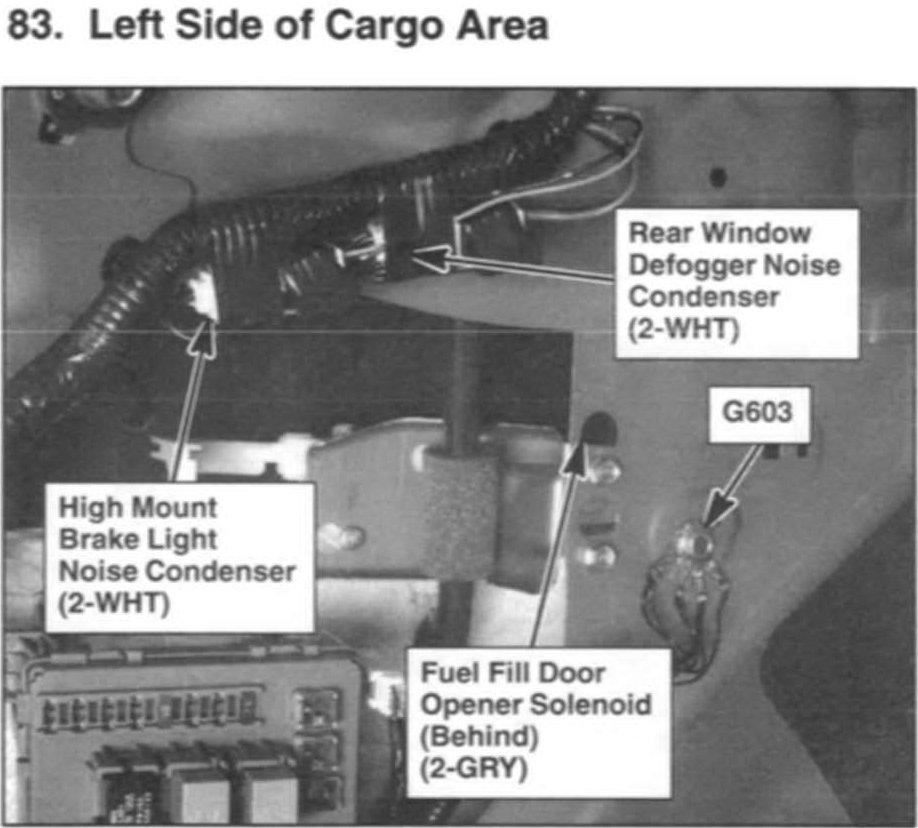 83. Left Side of Cargo Area
Rear Window
Defogger Noise
Condenser
(2-WHT)
G603
High Mount
Brake Light
Noise Condenser
(2-WHT)
Fuel Fill Door
Opener Solenoid
(Behind)
(2-GRY)